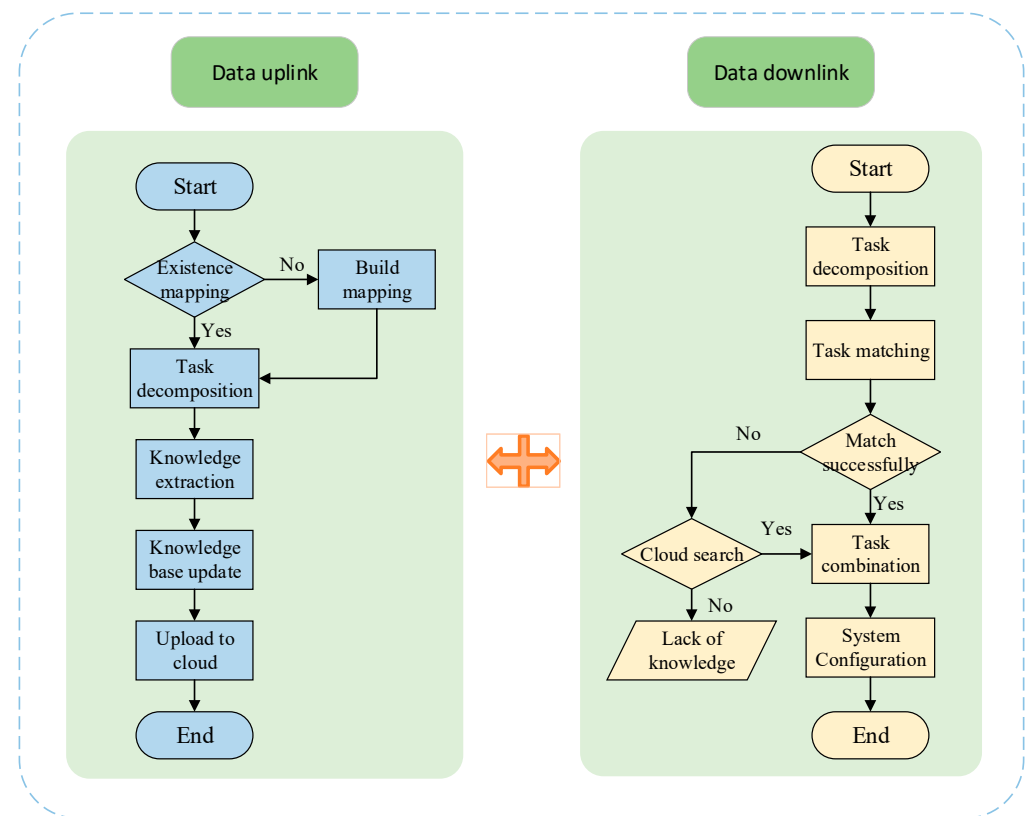 Data uplink
Start
Existence
mapping
No
Build
mapping
Yes
Task
decomposition
Knowledge
extraction
Knowledge
base update
Upload to
cloud
End
Data downlink
Start
Task
decomposition
Task matching
Match
successfully
No
Yes
Cloud search
Yes
Task
combination
No
Lack of
knowledge
System
Configuration
End